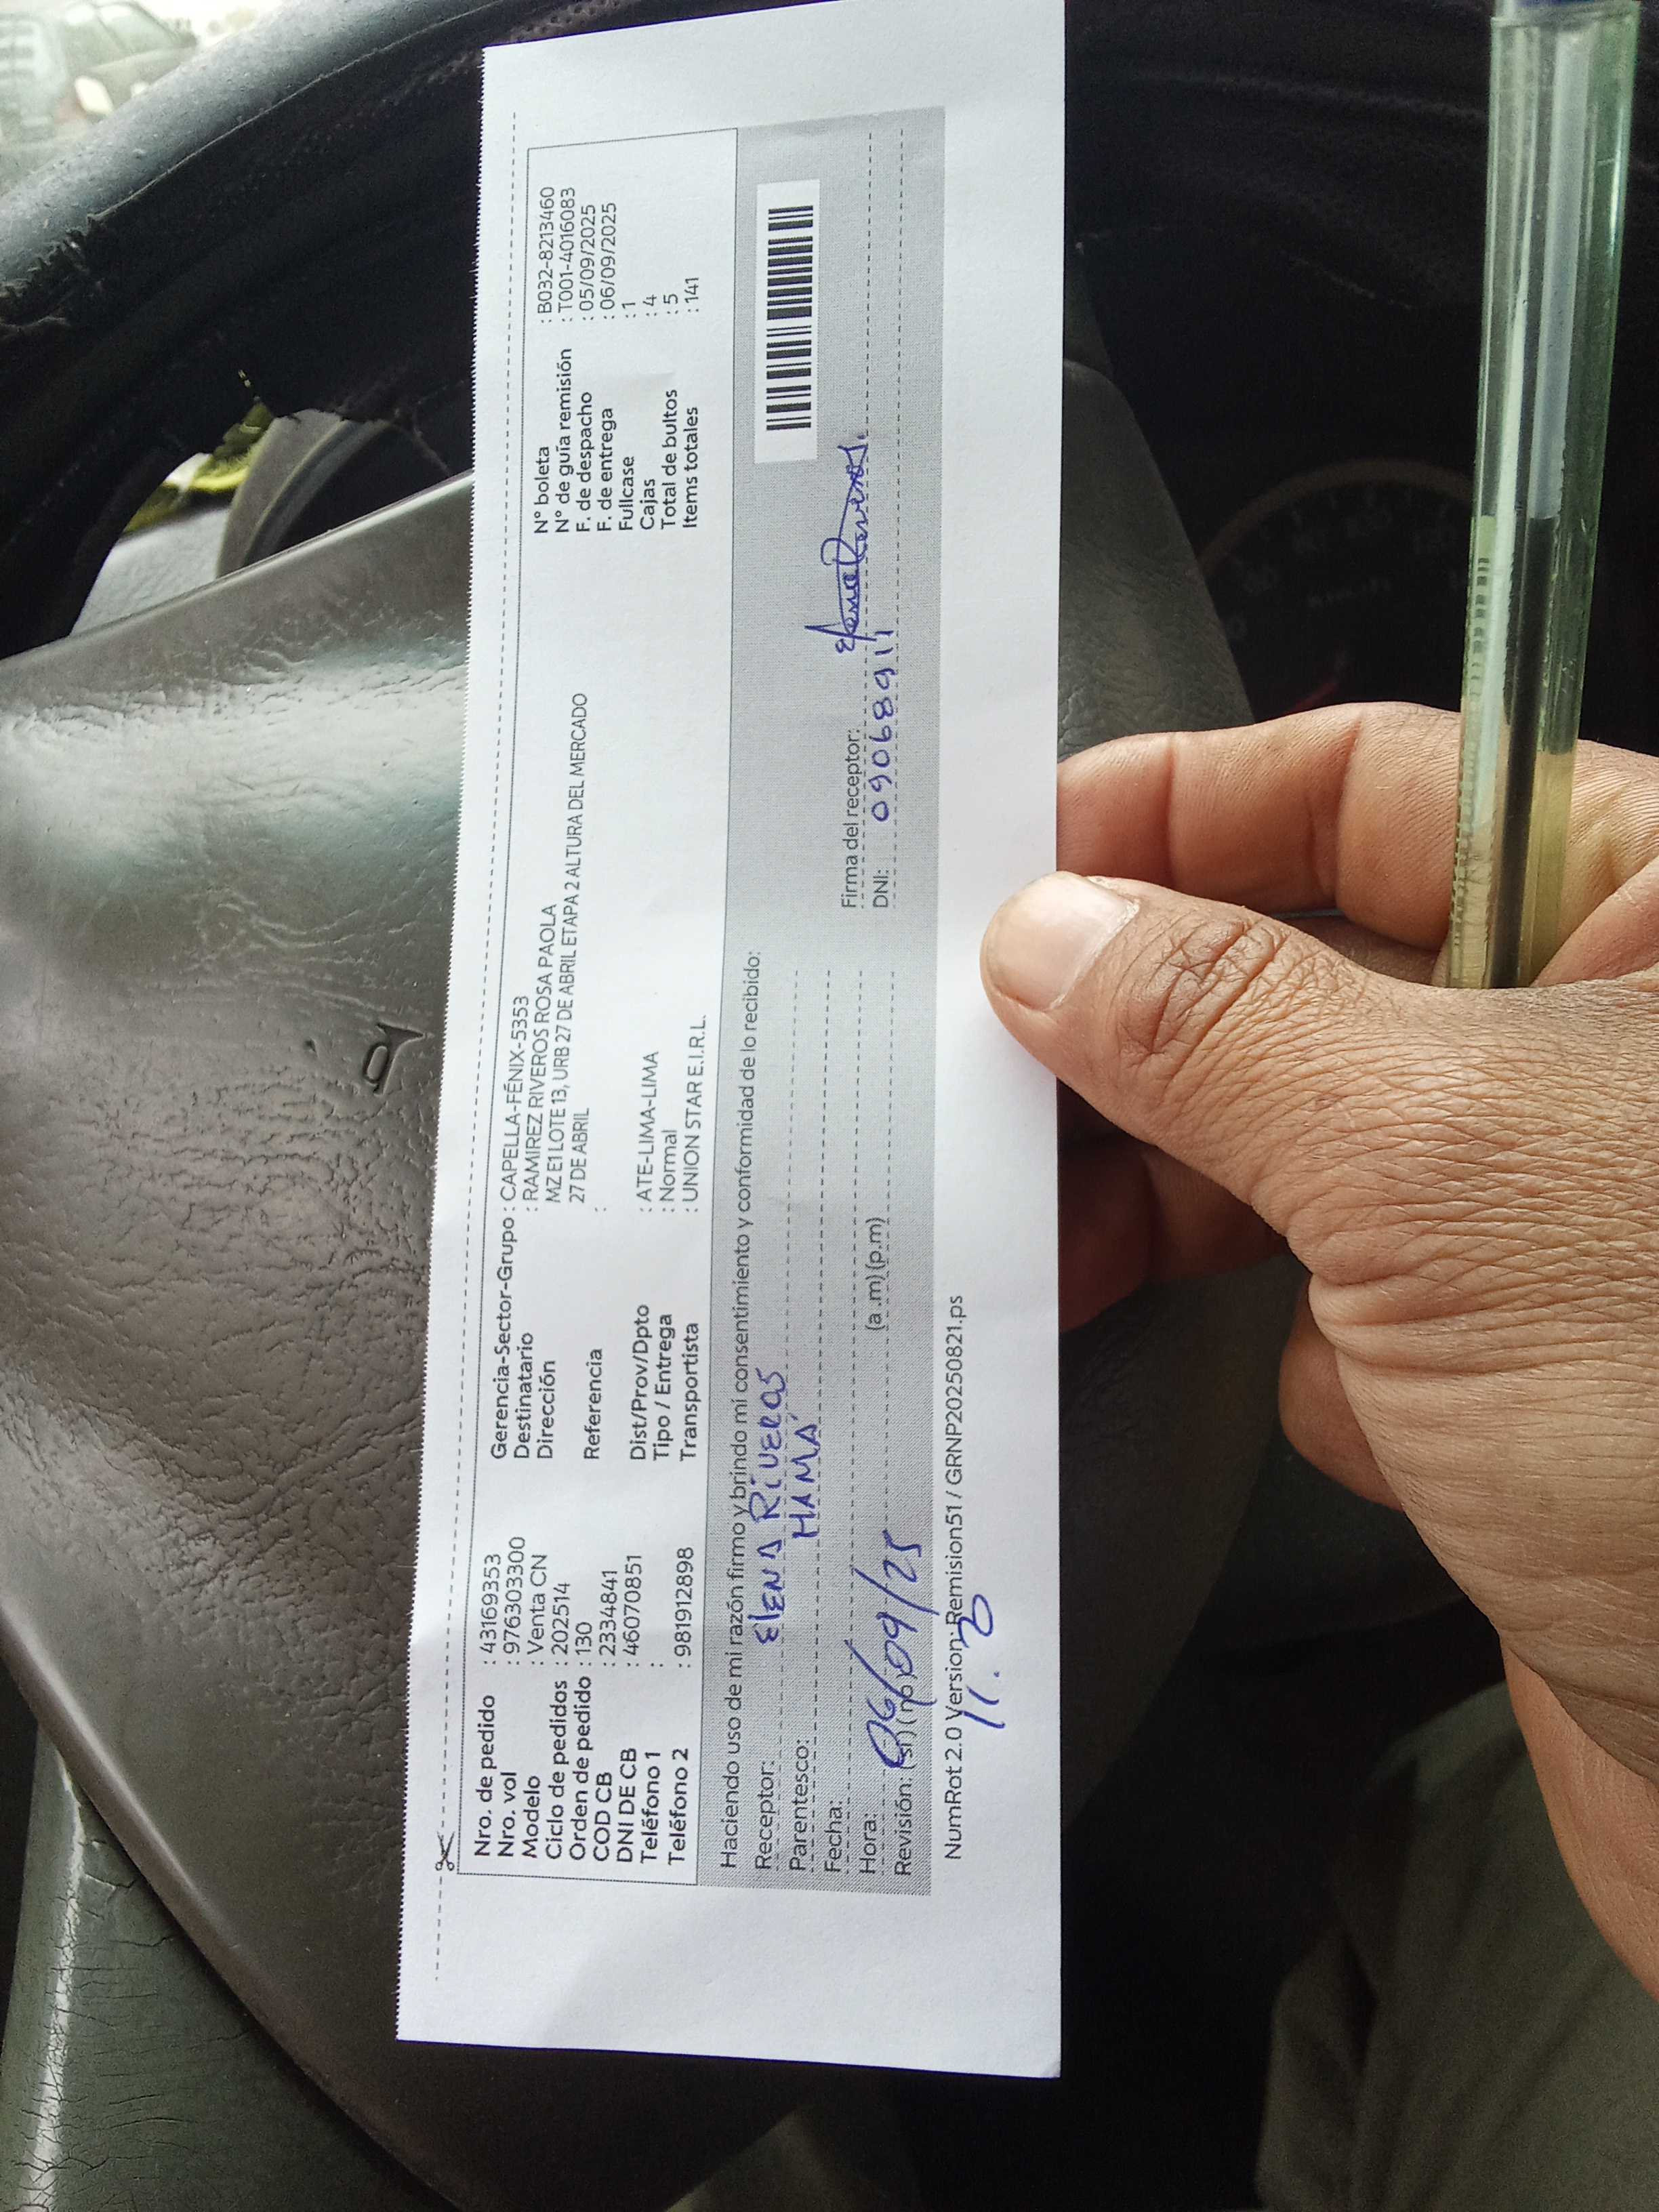 Nro. de pedido : 43169353
Nro. vol : 976303300
Modelo : Venta CN
Ciclo de pedidos : 202514
Orden de pedido : 130
COD CB : 2334841
DNI DE CB : 46070851
Teléfono 1 :
Teléfono 2 : 981912898
Gerencia-Sector-Grupo : CAPELLA-FÉNIX-5353
Destinatario : RAMIREZ RIVEROS ROSA PAOLA
Dirección MZ E1 LOTE 13, URB 27 DE ABRIL ETAPA 2 ALTURA DEL MERCADO
27 DE ABRIL
Referencia :
Dist/Prov/Dpto : ATE-LIMA-LIMA
Tipo / Entrega : Normal
Transportista : UNION STAR E.I.R.L.
N° boleta : B032-8213460
N° de guía remisión : T001-4016083
F. de despacho : 05/09/2025
F. de entrega : 06/09/2025
Fullcase : 1
Cajas : 4
Total de bultos : 5
Items totales : 141
Haciendo uso de mi razón firmo y brindo mi consentimiento y conformidad de lo recibido:
Receptor: ElENA RiVEROS
Parentesco: MAMÁ
Fecha:
Hora: 06/09/25 (a.m) (p.m)
Revisión: (si) (no)
Firma del receptor: Elena Riveros.
DNI: 09068911
NumRot 2.0 Version: Remision51 / GRNP20250821.ps